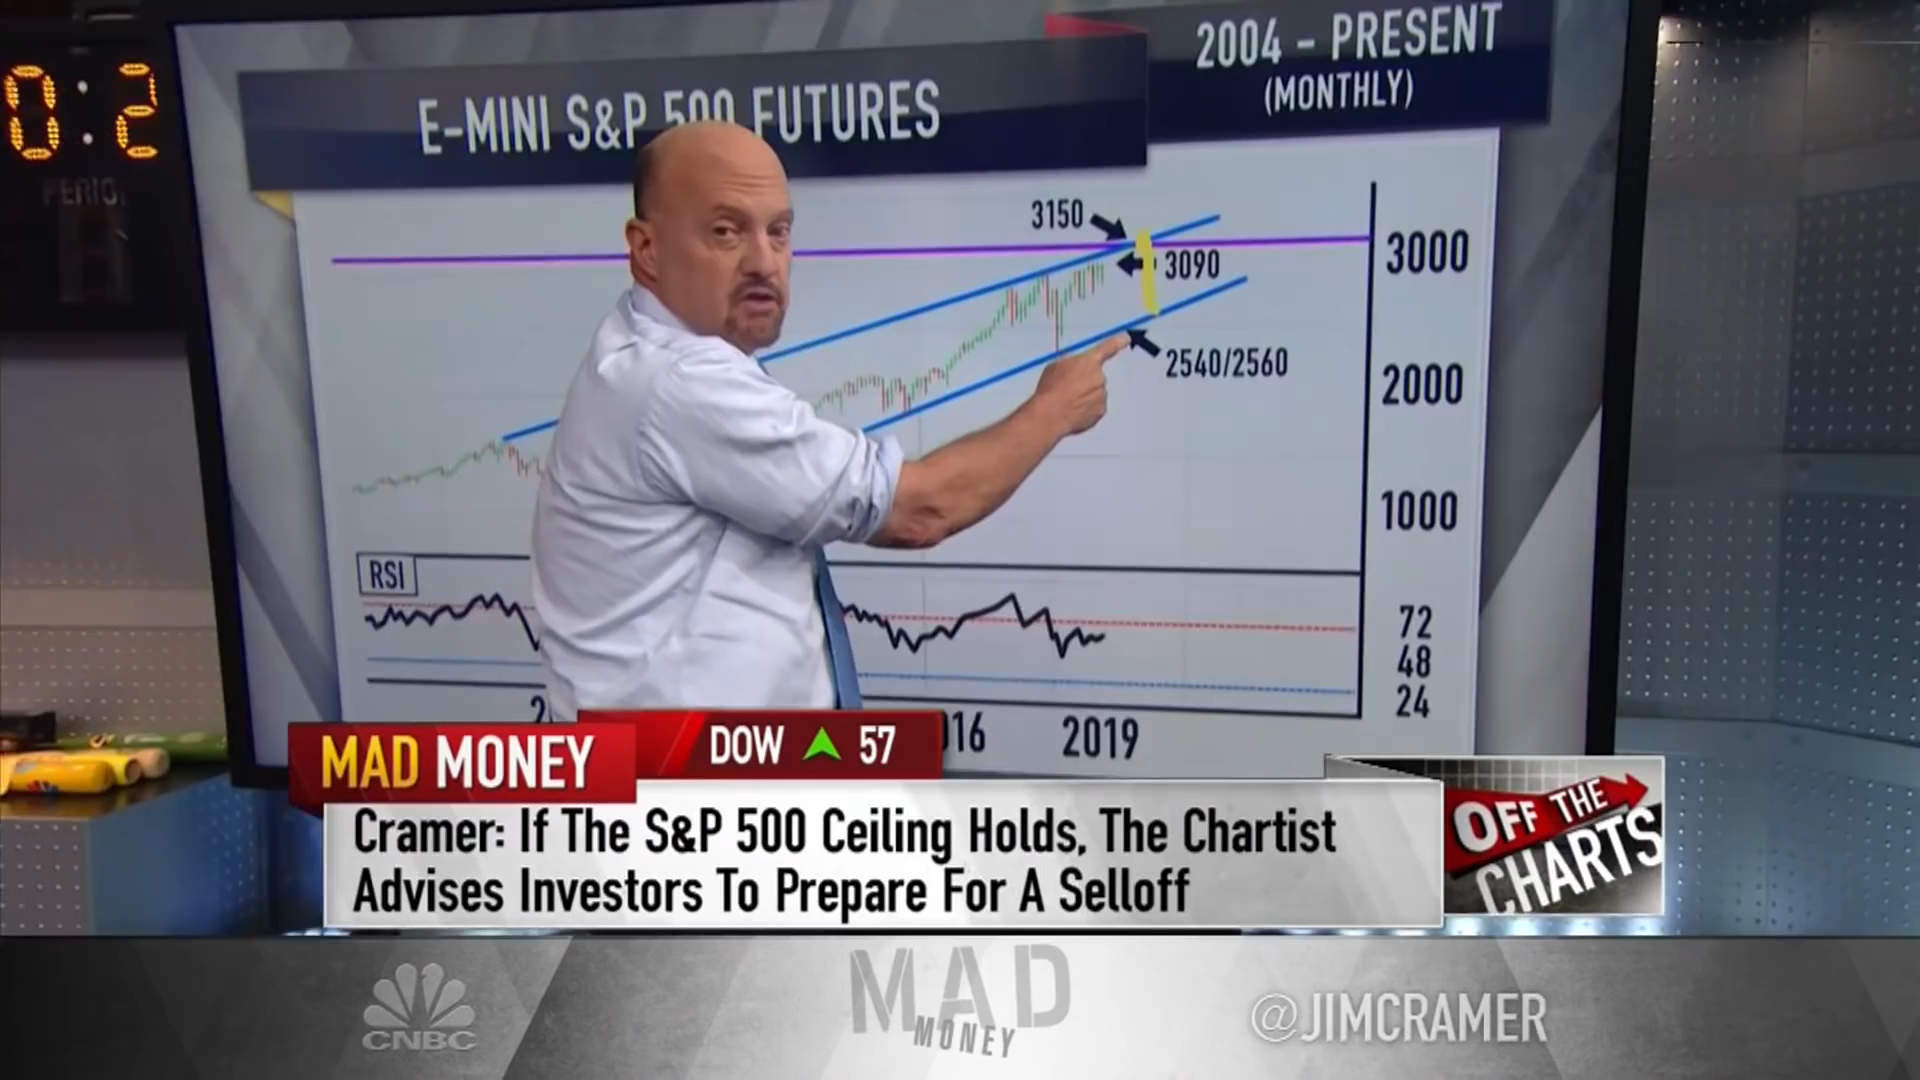 0:2
PERIO
E-MINI S&P 500 FUTURES
2004 - PRESENT
(MONTHLY)
3150
3090
2540/2560
3000
2000
1000
RSI
72
48
24
2019
MAD MONEY
DOW 57
Cramer: If The S&P 500 Ceiling Holds, The Chartist
Advises Investors To Prepare For A Selloff
OFF THE
CHARTS
CNBC
MAD
MONEY
@JIMCRAMER